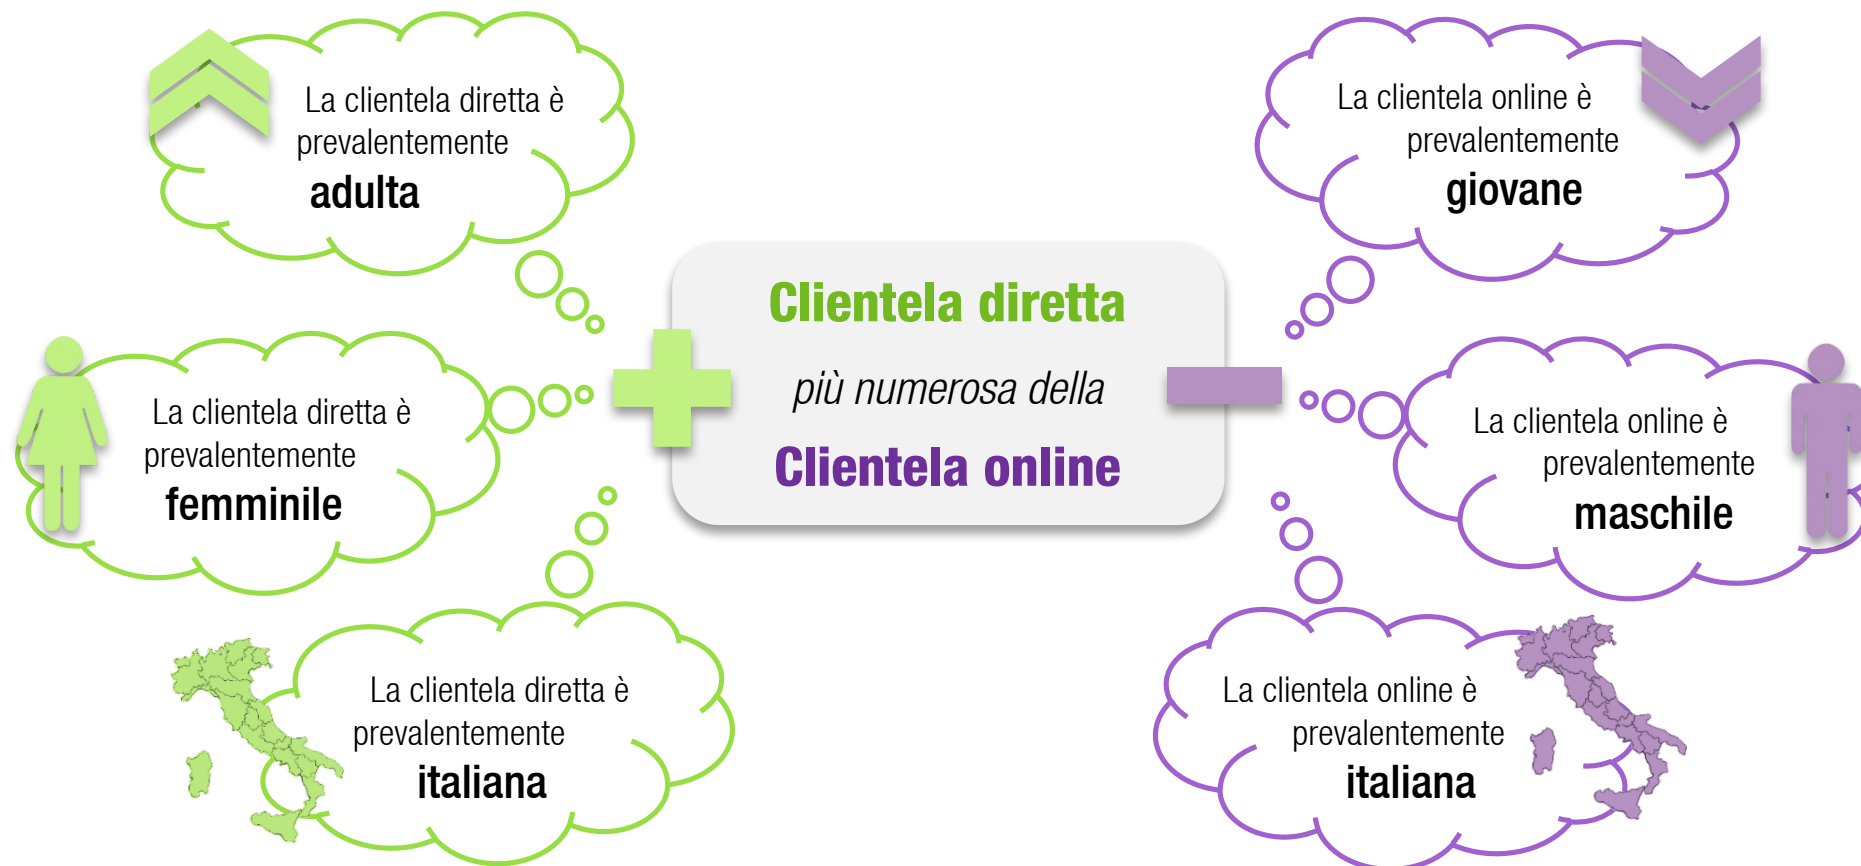 La clientela diretta è
prevalentemente
adulta
La clientela diretta è
prevalentemente
femminile
La clientela diretta è
prevalentemente
italiana
Clientela diretta
più numerosa della
Clientela online
La clientela online è
prevalentemente
giovane
La clientela online è
prevalentemente
maschile
La clientela online è
prevalentemente
italiana